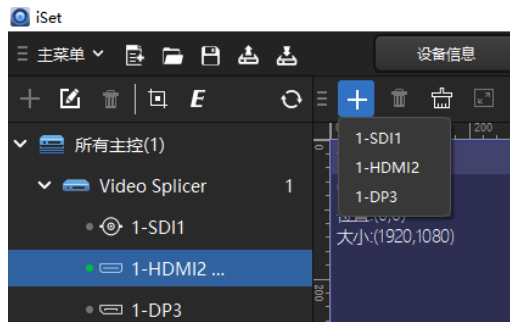 iSet
主菜单
设备信息
E
所有主控(1)
Video Splicer 1
1-SDI1
1-HDMI2 ...
1-DP3
1-SDI1
1-HDMI2
1-DP3
200
大小:(1920,1080)
200